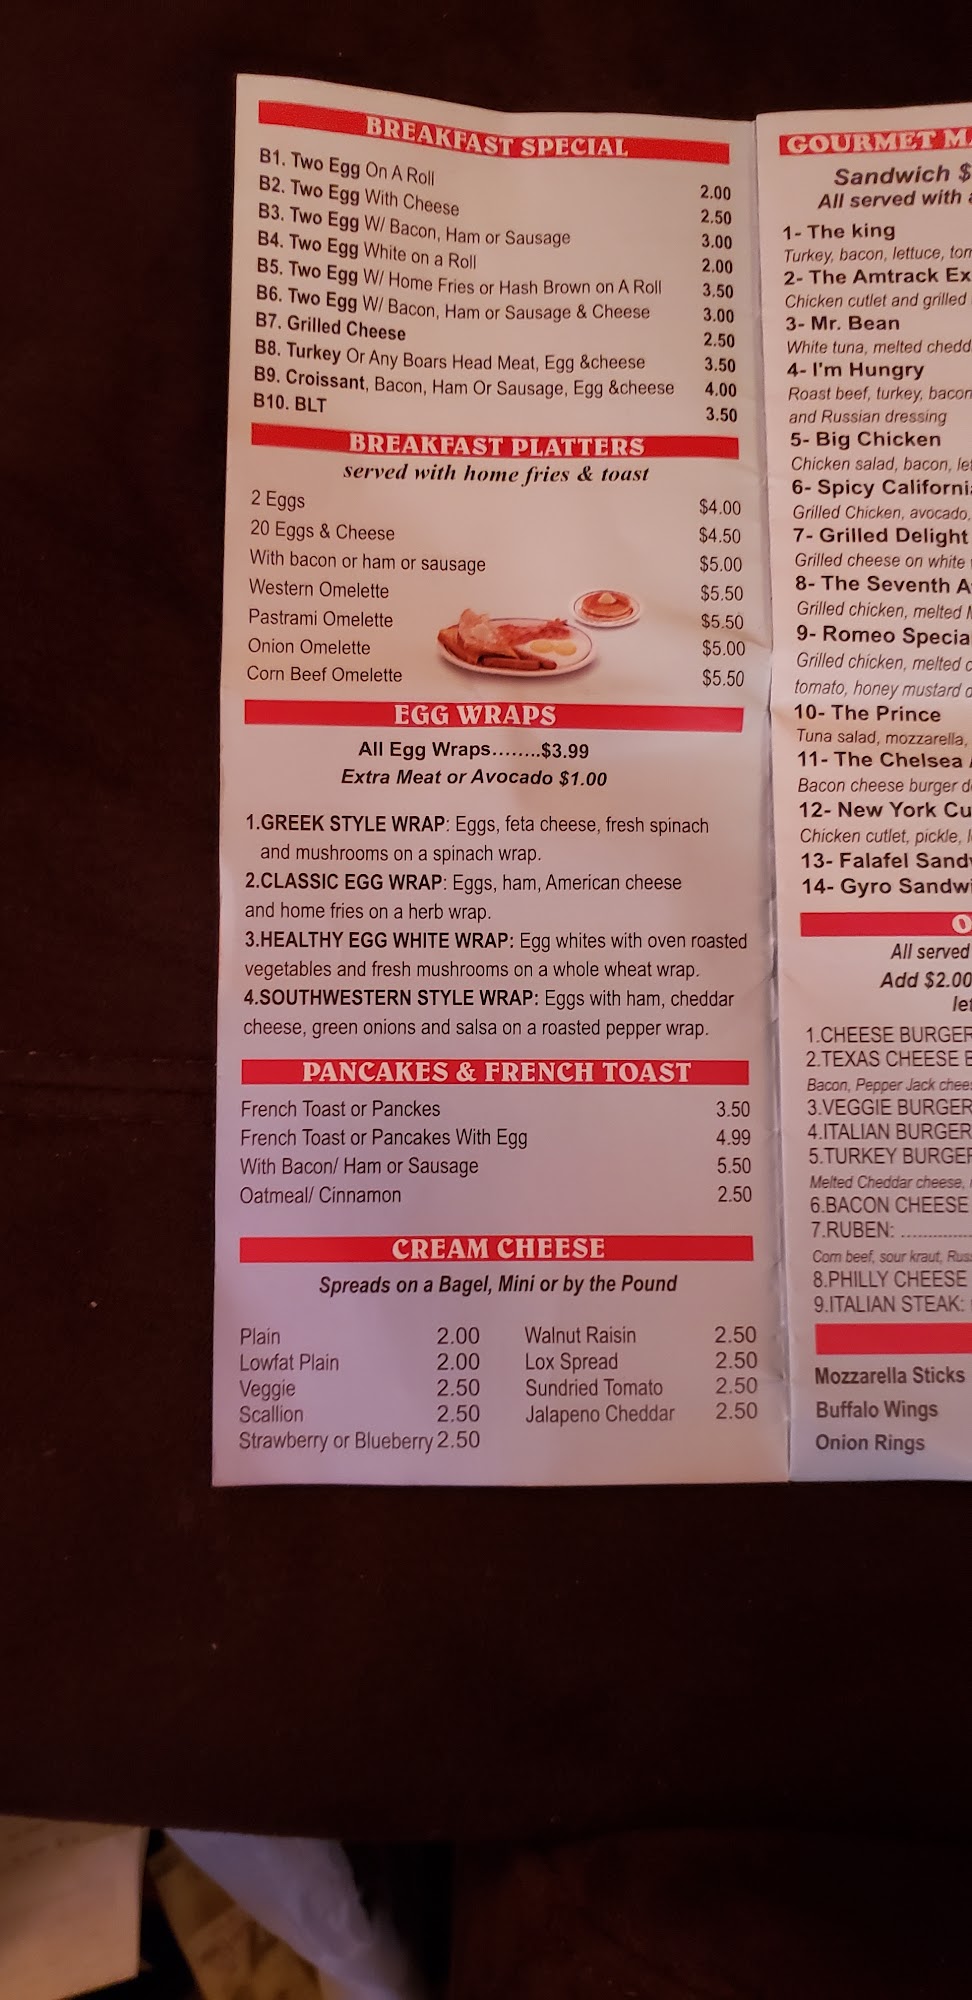 BREAKFAST SPECIAL
B1. Two Egg On A Roll 2.00
B2. Two Egg With Cheese 2.50
B3. Two Egg W/ Bacon, Ham or Sausage 3.00
B4. Two Egg White on a Roll 2.00
B5. Two Egg W/ Home Fries or Hash Brown on A Roll 3.50
B6. Two Egg W/ Bacon, Ham or Sausage & Cheese 3.00
B7. Grilled Cheese 2.50
B8. Turkey Or Any Boars Head Meat, Egg &cheese 3.50
B9. Croissant, Bacon, Ham Or Sausage, Egg &cheese 4.00
B10. BLT 3.50
BREAKFAST PLATTERS
served with home fries & toast
2 Eggs $4.00
20 Eggs & Cheese $4.50
With bacon or ham or sausage $5.00
Western Omelette $5.50
Pastrami Omelette $5.50
Onion Omelette $5.00
Corn Beef Omelette $5.50
EGG WRAPS
All Egg Wraps........$3.99
Extra Meat or Avocado $1.00
1.GREEK STYLE WRAP: Eggs, feta cheese, fresh spinach
and mushrooms on a spinach wrap.
2.CLASSIC EGG WRAP: Eggs, ham, American cheese
and home fries on a herb wrap.
3.HEALTHY EGG WHITE WRAP: Egg whites with oven roasted
vegetables and fresh mushrooms on a whole wheat wrap.
4.SOUTHWESTERN STYLE WRAP: Eggs with ham, cheddar
cheese, green onions and salsa on a roasted pepper wrap.
PANCAKES & FRENCH TOAST
French Toast or Panckes 3.50
French Toast or Pancakes With Egg 4.99
With Bacon/ Ham or Sausage 5.50
Oatmeal/ Cinnamon 2.50
CREAM CHEESE
Spreads on a Bagel, Mini or by the Pound
Plain 2.00 Walnut Raisin 2.50
Lowfat Plain 2.00 Lox Spread 2.50
Veggie 2.50 Sundried Tomato 2.50
Scallion 2.50 Jalapeno Cheddar 2.50
Strawberry or Blueberry 2.50
GOURMET
Sandwich $
All served with
1- The king
Turkey, bacon, lettuce,
2- The Amtrack
Chicken cutlet and grilled
3- Mr. Bean
White tuna, melted
4- I'm Hungry
Roast beef, turkey, bacon
and Russian dressing
5- Big Chicken
Chicken salad, bacon,
6- Spicy
Grilled Chicken, avocado,
7- Grilled Delight
Grilled cheese on white
8- The Seventh
Grilled chicken, melted
9- Romeo
Grilled chicken, melted
tomato, honey mustard
10- The Prince
Tuna salad, mozzarella,
11- The Chelsea
Bacon cheese burger
12- New York
Chicken cutlet, pickle,
13- Falafel
14- Gyro
All served
Add $2.00
1.CHEESE BURGER
2.TEXAS CHEESE
Bacon, Pepper Jack
3.VEGGIE BURGER
4.ITALIAN BURGER
5.TURKEY BURGER
Melted Cheddar cheese,
6.BACON CHEESE
7.RUBEN: ................
Corn beef, sour kraut,
8.PHILLY CHEESE
9.ITALIAN STEAK:
Mozzarella Sticks
Buffalo Wings
Onion Rings